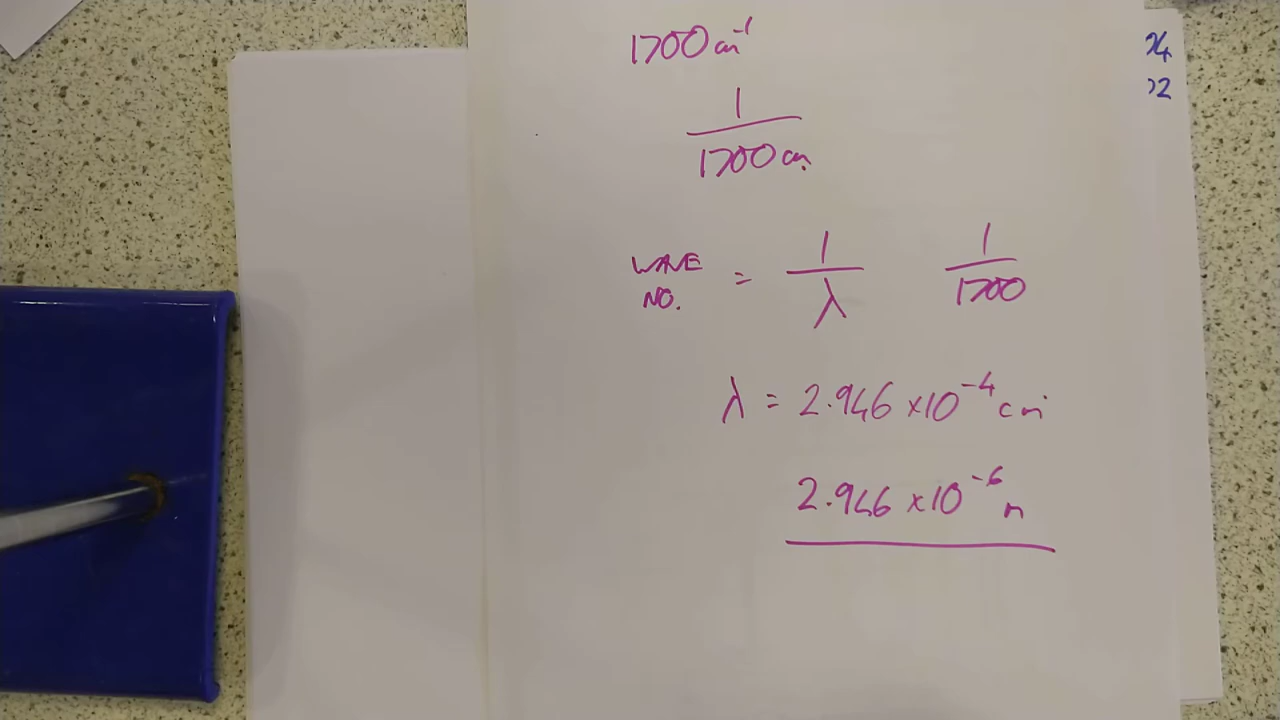 1700 cm⁻¹
1
1700 cm
WAVE NO. = 1/λ 1/1700
λ = 2.946 ×10⁻⁴ cm
2.946 ×10⁻⁶ m